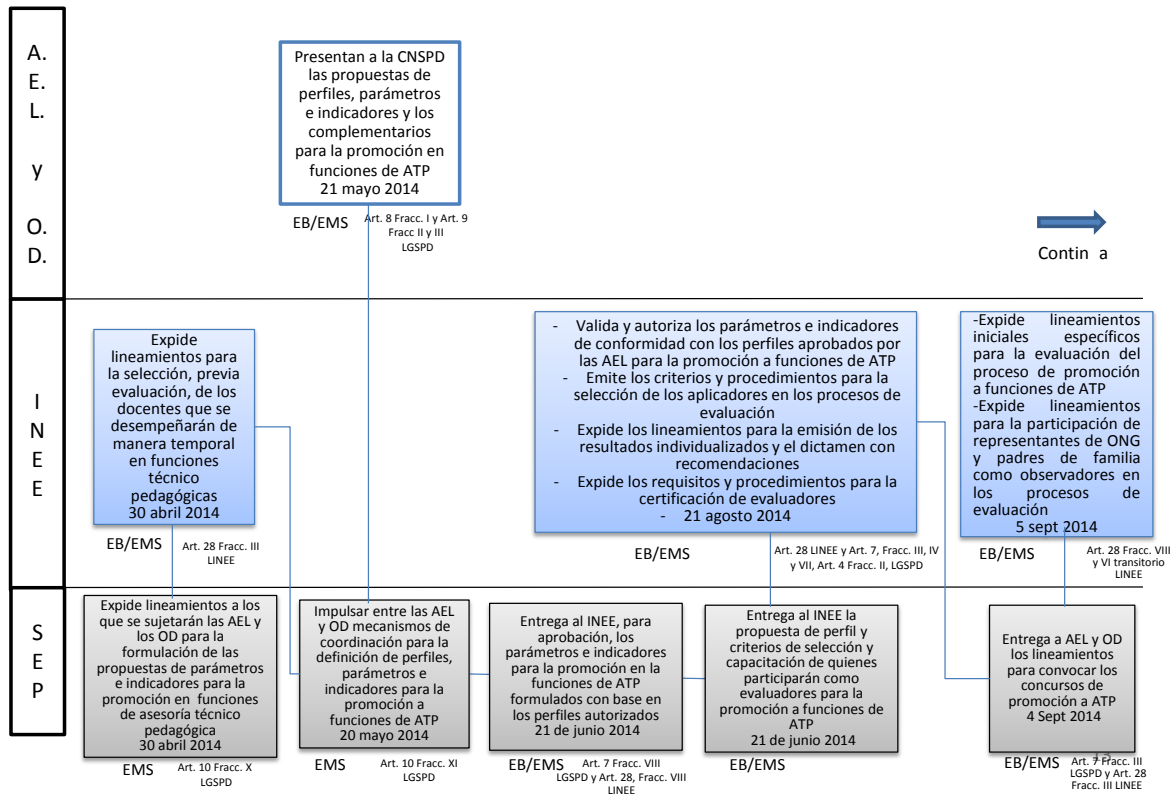 A.
E.
L.
y
O.
D.
Presentan a la CNSPD
las propuestas de
perfiles, parámetros
e indicadores y los
complementarios
para la promoción en
funciones de ATP
21 mayo 2014
EB/EMS
Art. 8 Fracc. I y Art. 9
Fracc II y III
LGSPD
Contin a
I
N
E
E
Expide
lineamientos para
la selección, previa
evaluación, de los
docentes que se
desempeñarán de
manera temporal
en funciones
técnico
pedagógicas
30 abril 2014
EB/EMS
Art. 28 Fracc. III
LINEE
- Valida y autoriza los parámetros e indicadores
de conformidad con los perfiles aprobados por
las AEL para la promoción a funciones de ATP
- Emite los criterios y procedimientos para la
selección de los aplicadores en los procesos de
evaluación
- Expide los lineamientos para la emisión de los
resultados individualizados y el dictamen con
recomendaciones
- Expide los requisitos y procedimientos para la
certificación de evaluadores
- 21 agosto 2014
EB/EMS
Art. 28 LINEE y Art. 7, Fracc. III, IV
y VII, Art. 4 Fracc. II, LGSPD
-Expide lineamientos
iniciales específicos
para la evaluación del
proceso de promoción
a funciones de ATP
-Expide lineamientos
para la participación de
representantes de ONG
y padres de familia
como observadores en
los procesos de
evaluación
5 sept 2014
EB/EMS
Art. 28 Fracc. VIII
y VI transitorio
LINEE
S
E
P
Expide lineamientos a los
que se sujetarán las AEL y
los OD para la
formulación de las
propuestas de parámetros
e indicadores para la
promoción en funciones
de asesoría técnico
pedagógica
30 abril 2014
EMS
Art. 10 Fracc. X
LGSPD
Impulsar entre las AEL
y OD mecanismos de
coordinación para la
definición de perfiles,
parámetros e
indicadores para la
promoción a
funciones de ATP
20 mayo 2014
EMS
Art. 10 Fracc. XI
LGSPD
Entrega al INEE, para
aprobación, los
parámetros e indicadores
para la promoción en la
funciones de ATP
formulados con base en
los perfiles autorizados
21 de junio 2014
EB/EMS
Art. 7 Fracc. VIII
LGSPD y Art. 28, Fracc. VIII
LINEE
Entrega al INEE la
propuesta de perfil y
criterios de selección y
capacitación de quienes
participarán como
evaluadores para la
promoción a funciones de
ATP
21 de junio 2014
EB/EMS
Entrega a AEL y OD
los lineamientos
para convocar los
concursos de
promoción a ATP
4 Sept 2014
13
EB/EMS
Art. 7 Fracc. III
LGSPD y Art. 28
Fracc. III LINEE